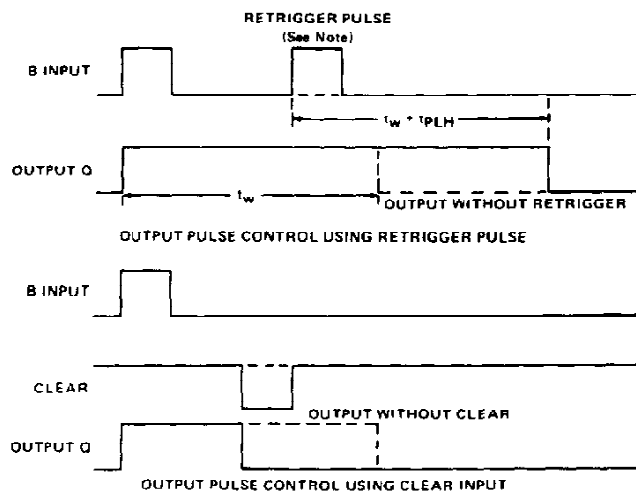 RETRIGGER PULSE
(See Note)
B INPUT
tw + tPLH
OUTPUT Q
tw
OUTPUT WITHOUT RETRIGGER
OUTPUT PULSE CONTROL USING RETRIGGER PULSE
B INPUT
CLEAR
OUTPUT WITHOUT CLEAR
OUTPUT Q
OUTPUT PULSE CONTROL USING CLEAR INPUT